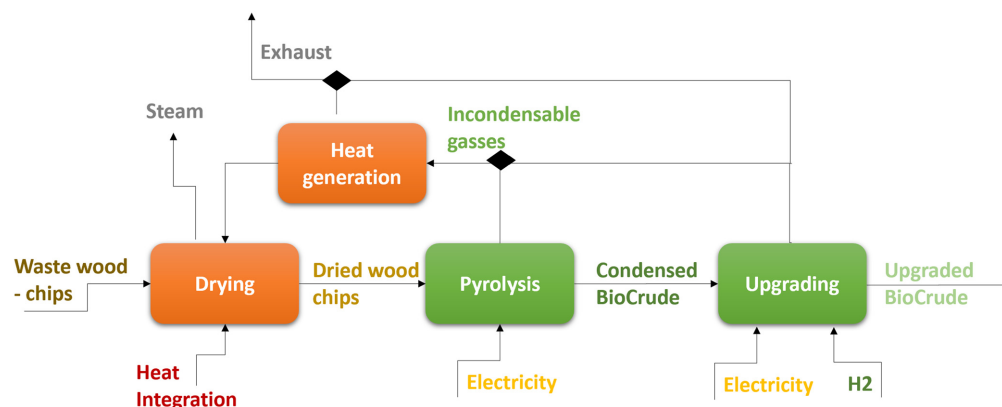 Exhaust
Steam
Incondensable
gasses
Heat
generation
Waste wood
- chips
Drying
Dried wood
chips
Pyrolysis
Condensed
BioCrude
Upgrading
Upgraded
BioCrude
Heat
Integration
Electricity
Electricity
H2